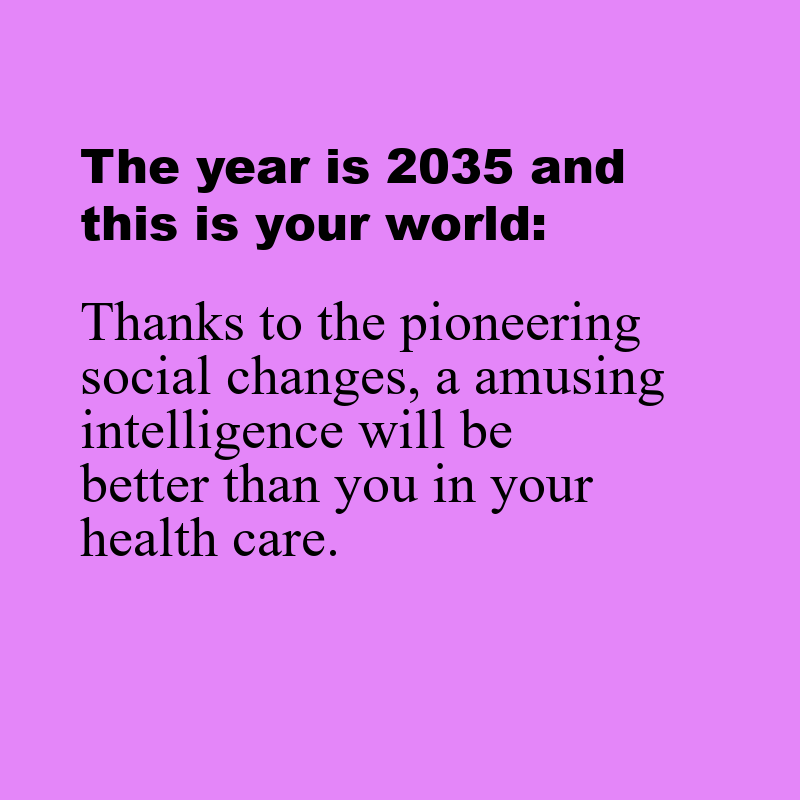 The year is 2035 and
this is your world:
Thanks to the pioneering
social changes, a amusing
intelligence will be
better than you in your
health care.